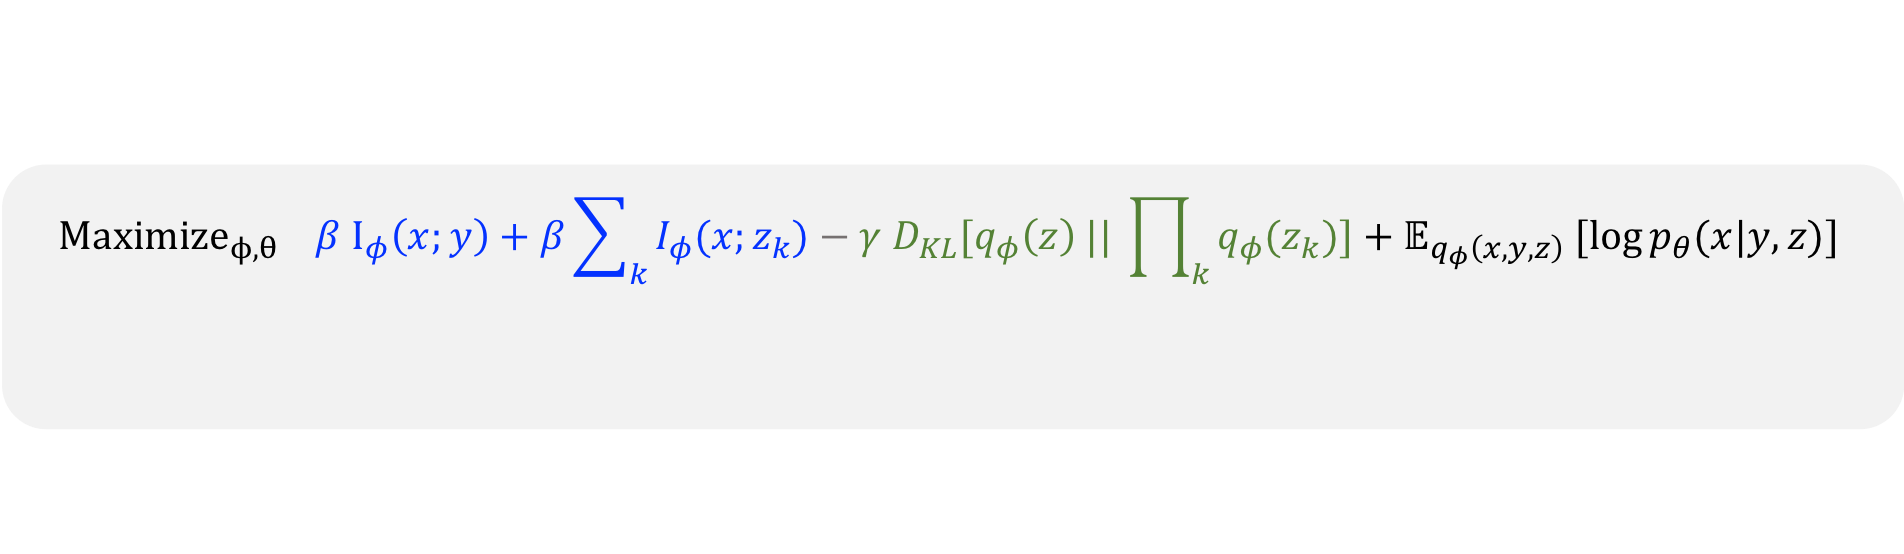 Maximize_{ϕ,θ} β I_ϕ(x; y) + β ∑_k I_ϕ(x; z_k) − γ D_{KL}[q_ϕ(z) || ∏_k q_ϕ(z_k)] + 𝔼_{q_ϕ(x,y,z)} [log p_θ(x|y, z)]